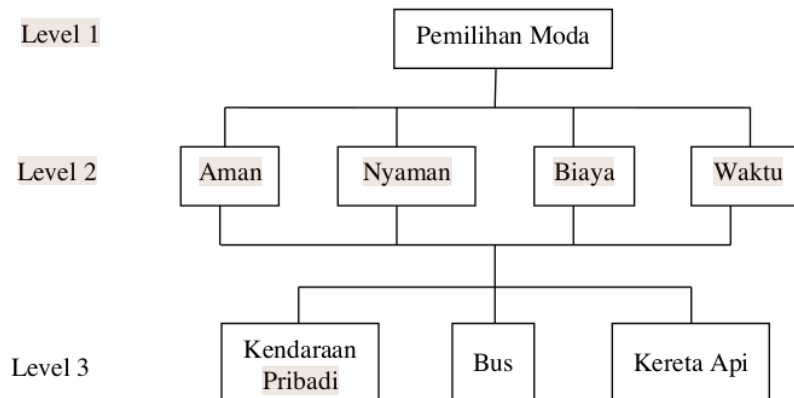 Level 1
Pemilihan Moda
Level 2
Aman
Nyaman
Biaya
Waktu
Level 3
Kendaraan
Pribadi
Bus
Kereta Api